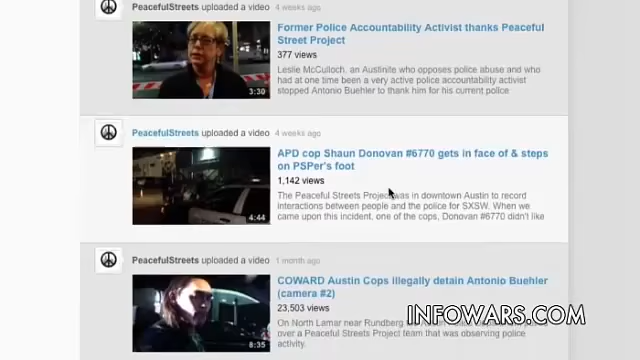 PeacefulStreets uploaded a video 4 weeks ago
Former Police Accountability Activist thanks Peaceful
Street Project
377 views
Leslie McCulloch, an Austinite who opposes police abuse and who
had at one time been a very active police accountability activist
stopped Antonio Buehler to thank him for his current police
3:30
PeacefulStreets uploaded a video 4 weeks ago
APD cop Shaun Donovan #6770 gets in face of & steps
on PSPer's foot
1,142 views
The Peaceful Streets Project was in downtown Austin to record
interactions between people and the police for SXSW. When we
came upon this incident, one of the cops, Donovan #6770 didn't like
4:44
PeacefulStreets uploaded a video 1 month ago
COWARD Austin Cops illegally detain Antonio Buehler
(camera #2)
23,503 views
On North Lamar near Rundberg
over a Peaceful Streets Project team that was observing police
activity.
8:35
INFOWARS.COM